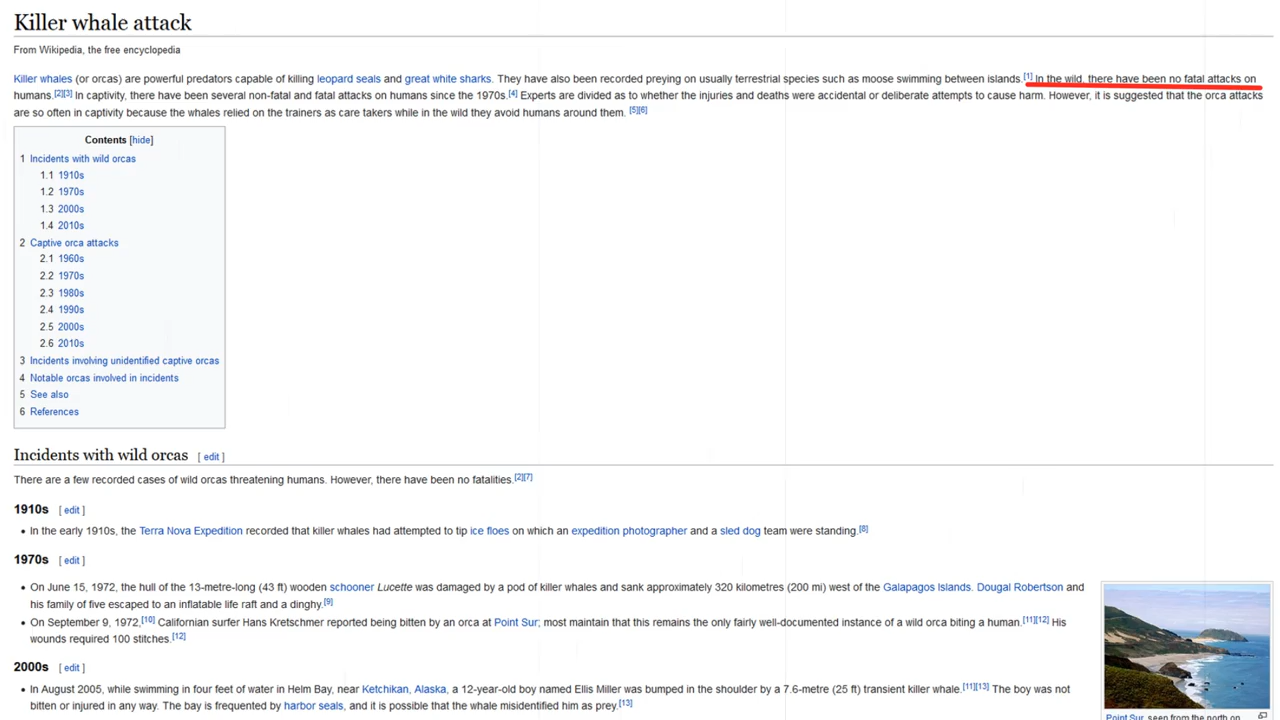 Killer whale attack
From Wikipedia, the free encyclopedia
Killer whales (or orcas) are powerful predators capable of killing leopard seals and great white sharks. They have also been recorded preying on usually terrestrial species such as moose swimming between islands.[1] In the wild, there have been no fatal attacks on
humans.[2][3] In captivity, there have been several non-fatal and fatal attacks on humans since the 1970s.[4] Experts are divided as to whether the injuries and deaths were accidental or deliberate attempts to cause harm. However, it is suggested that the orca attacks
are so often in captivity because the whales relied on the trainers as care takers while in the wild they avoid humans around them. [5][6]
Contents [hide]
1 Incidents with wild orcas
1.1 1910s
1.2 1970s
1.3 2000s
1.4 2010s
2 Captive orca attacks
2.1 1960s
2.2 1970s
2.3 1980s
2.4 1990s
2.5 2000s
2.6 2010s
3 Incidents involving unidentified captive orcas
4 Notable orcas involved in incidents
5 See also
6 References
Incidents with wild orcas [ edit ]
There are a few recorded cases of wild orcas threatening humans. However, there have been no fatalities.[2][7]
1910s [ edit ]
• In the early 1910s, the Terra Nova Expedition recorded that killer whales had attempted to tip ice floes on which an expedition photographer and a sled dog team were standing.[8]
1970s [ edit ]
• On June 15, 1972, the hull of the 13-metre-long (43 ft) wooden schooner Lucette was damaged by a pod of killer whales and sank approximately 320 kilometres (200 mi) west of the Galapagos Islands. Dougal Robertson and
his family of five escaped to an inflatable life raft and a dinghy.[9]
• On September 9, 1972,[10] Californian surfer Hans Kretschmer reported being bitten by an orca at Point Sur; most maintain that this remains the only fairly well-documented instance of a wild orca biting a human.[11][12] His
wounds required 100 stitches.[12]
2000s [ edit ]
• In August 2005, while swimming in four feet of water in Helm Bay, near Ketchikan, Alaska, a 12-year-old boy named Ellis Miller was bumped in the shoulder by a 7.6-metre (25 ft) transient killer whale.[11][13] The boy was not
bitten or injured in any way. The bay is frequented by harbor seals, and it is possible that the whale misidentified him as prey.[13]
Point Sur, seen from the north on